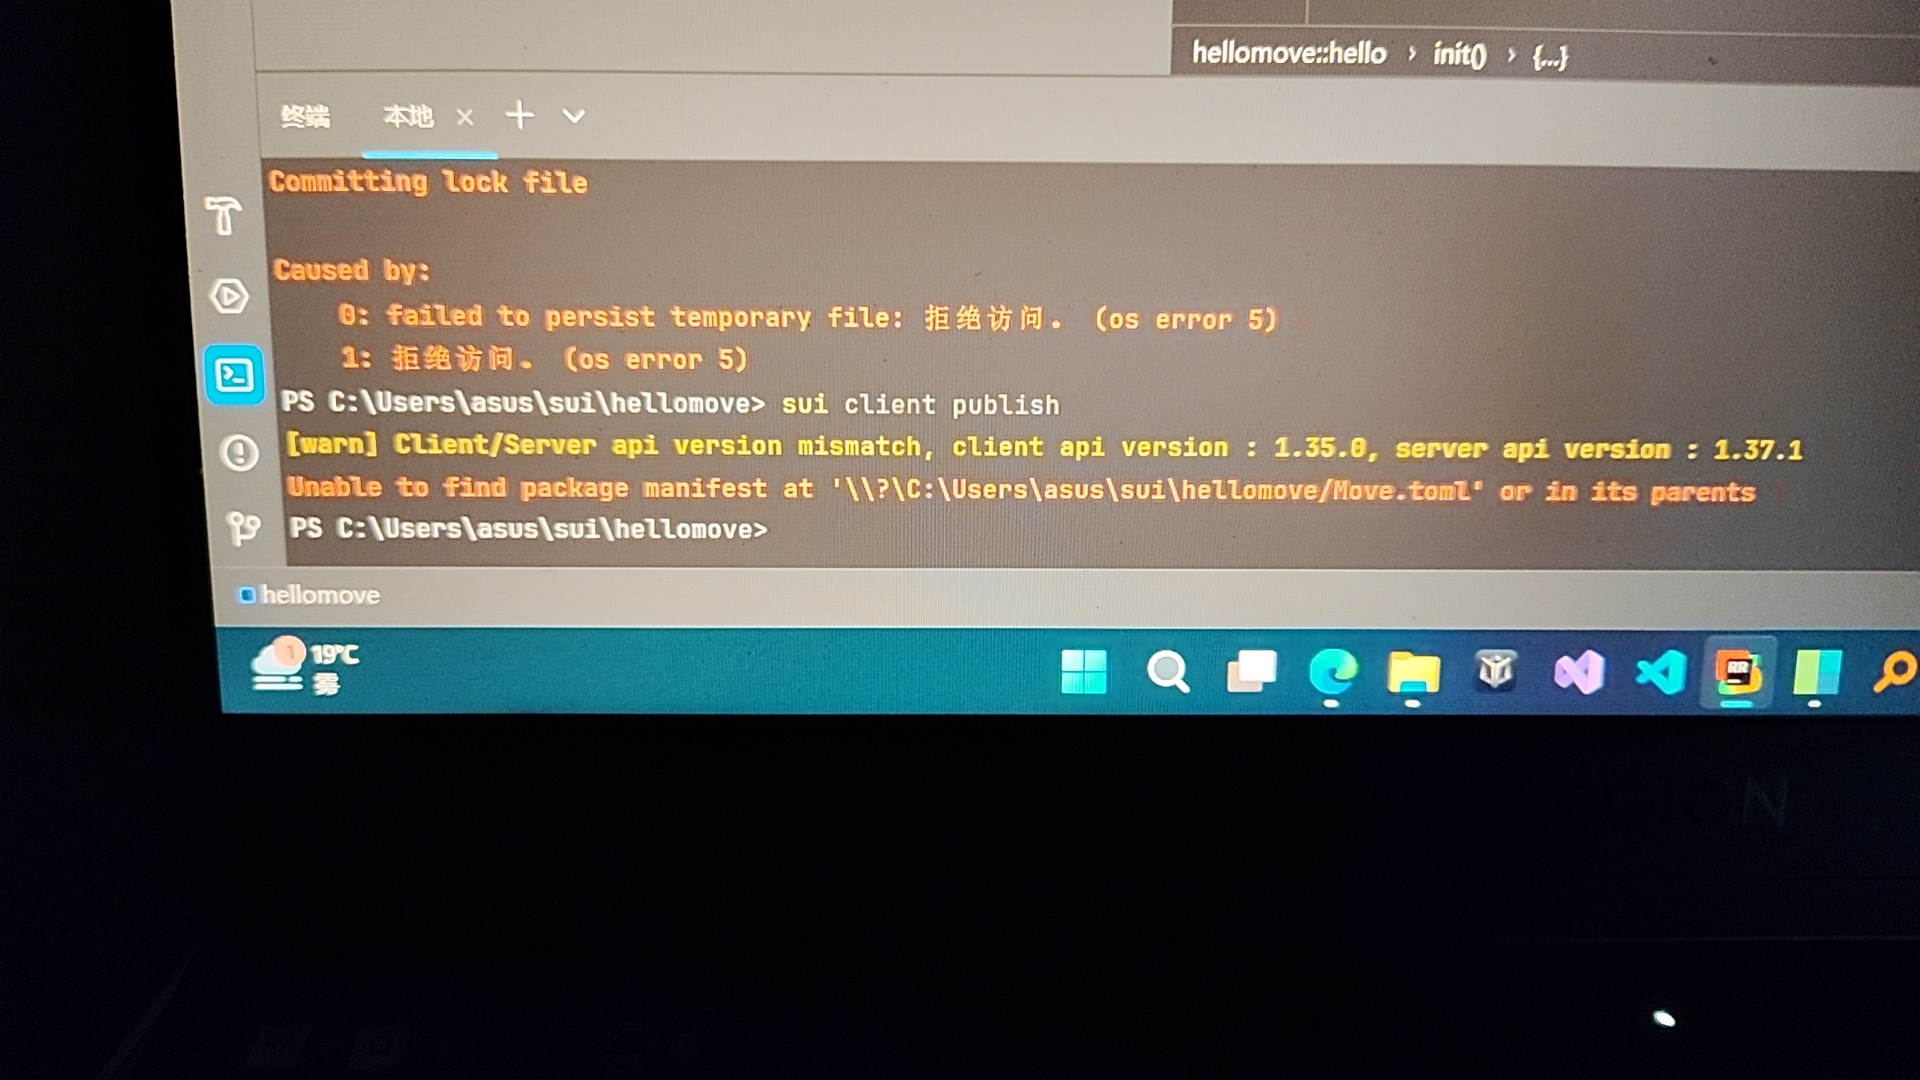 hellomove::hello › init() › {...}
终端 本地 × + ⌄
Committing lock file
Caused by:
0: failed to persist temporary file: 拒绝访问。 (os error 5)
1: 拒绝访问。 (os error 5)
PS C:\Users\asus\sui\hellomove> sui client publish
[warn] Client/Server api version mismatch, client api version : 1.35.0, server api version : 1.37.1
Unable to find package manifest at '\\?\C:\Users\asus\sui\hellomove/Move.toml' or in its parents
PS C:\Users\asus\sui\hellomove>
hellomove
1 19°C
雾
RR
LEGION